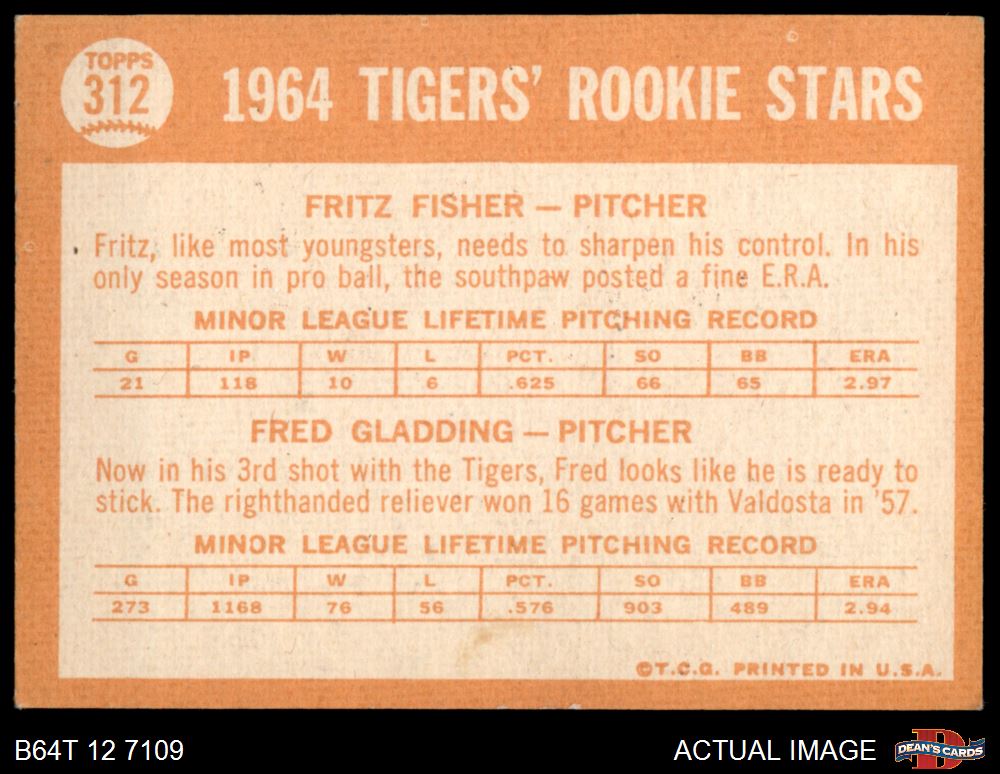 TOPPS
312
1964 TIGERS' ROOKIE STARS
FRITZ FISHER — PITCHER
Fritz, like most youngsters, needs to sharpen his control. In his
only season in pro ball, the southpaw posted a fine E.R.A.
MINOR LEAGUE LIFETIME PITCHING RECORD
G IP W L PCT. SO BB ERA
21 118 10 6 .625 66 65 2.97
FRED GLADDING — PITCHER
Now in his 3rd shot with the Tigers, Fred looks like he is ready to
stick. The righthanded reliever won 16 games with Valdosta in '57.
MINOR LEAGUE LIFETIME PITCHING RECORD
G IP W L PCT. SO BB ERA
273 1168 76 56 .576 903 489 2.94
©T.C.G. PRINTED IN U.S.A.
B64T 12 7109
ACTUAL IMAGE
D
DEAN'S CARDS